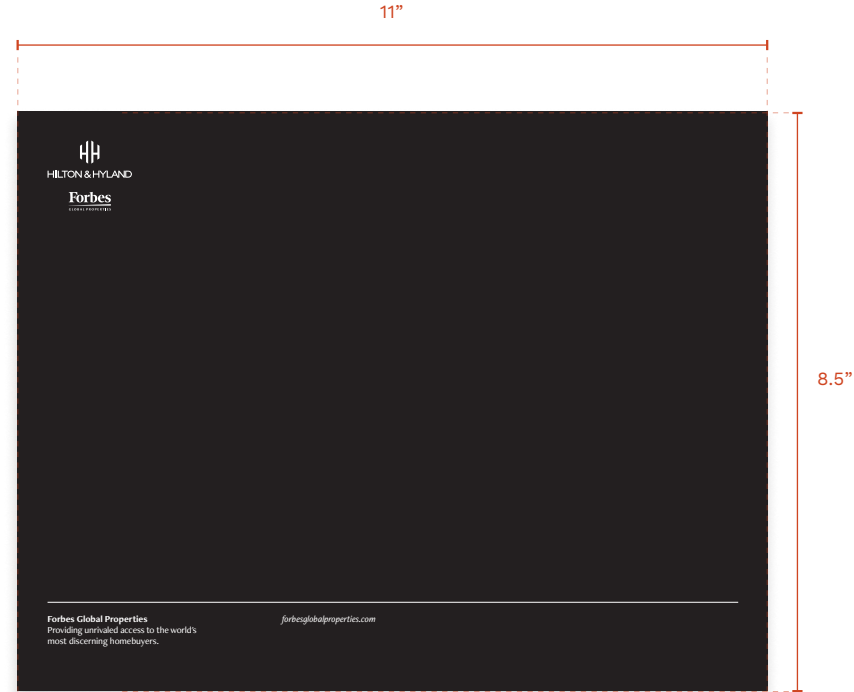 11”
HH
HILTON & HYLAND
Forbes
GLOBAL PROPERTIES
8.5”
Forbes Global Properties
Providing unrivaled access to the world’s
most discerning homebuyers.
forbesglobalproperties.com